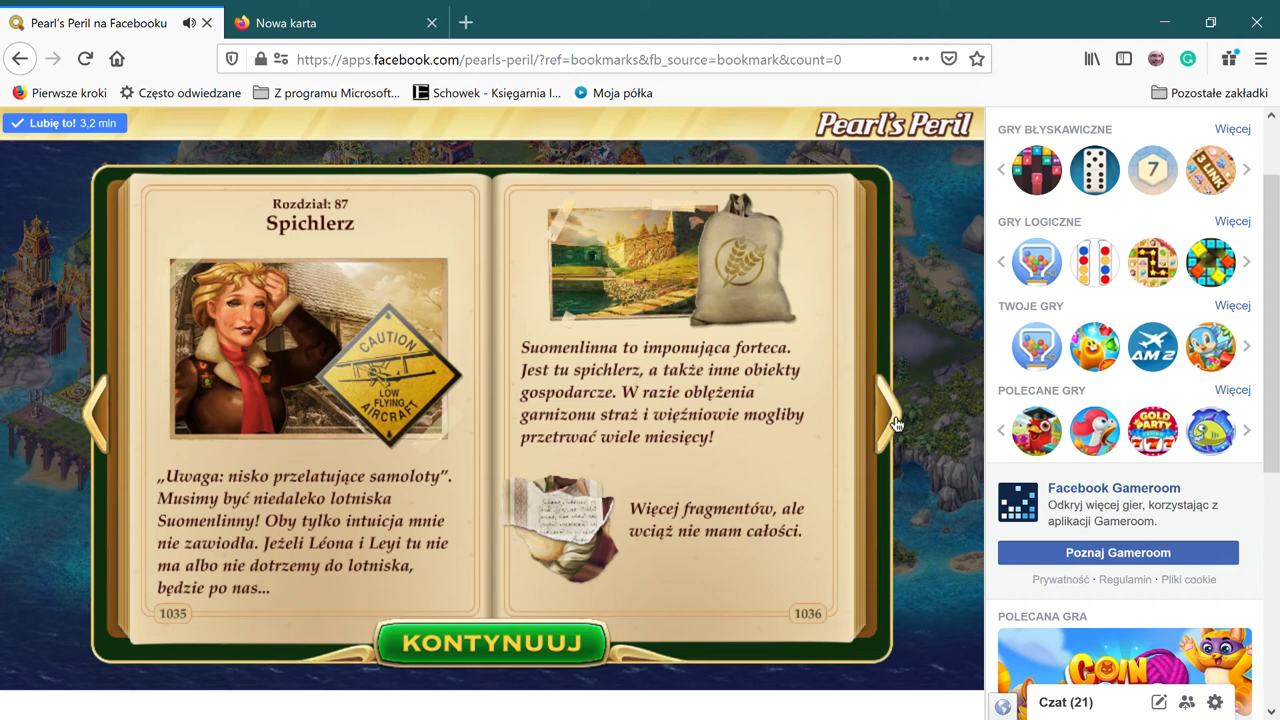 Pearl's Peril na Facebooku
Nowa karta
https://apps.facebook.com/pearls-peril/?ref=bookmarks&fb_source=bookmark&count=0
Pierwsze kroki
Często odwiedzane
Z programu Microsoft...
Schowek - Księgarnia I...
Moja półka
Pozostałe zakładki
Lubię to! 3,2 mln
Pearl's Peril
Rozdział: 87
Spichlerz
CAUTION
LOW
FLYING
AIRCRAFT
„Uwaga: nisko przelatujące samoloty”.
Musimy być niedaleko lotniska
Suomenlinny! Oby tylko intuicja mnie
nie zawiodła. Jeżeli Léona i Leyi tu nie
ma albo nie dotrzemy do lotniska,
będzie po nas...
1035
Suomenlinna to imponująca forteca.
Jest tu spichlerz, a także inne obiekty
gospodarcze. W razie oblężenia
garnizonu straż i więźniowie mogliby
przetrwać wiele miesięcy!
Więcej fragmentów, ale
wciąż nie mam całości.
1036
KONTYNUUJ
GRY BŁYSKAWICZNE
Więcej
7
3 LINK
GRY LOGICZNE
Więcej
TWOJE GRY
Więcej
AM 2
POLECANE GRY
Więcej
GOLD
PARTY
777
Facebook Gameroom
Odkryj więcej gier, korzystając z
aplikacji Gameroom.
Poznaj Gameroom
Prywatność · Regulamin · Pliki cookie
POLECANA GRA
COIN
Czat (21)